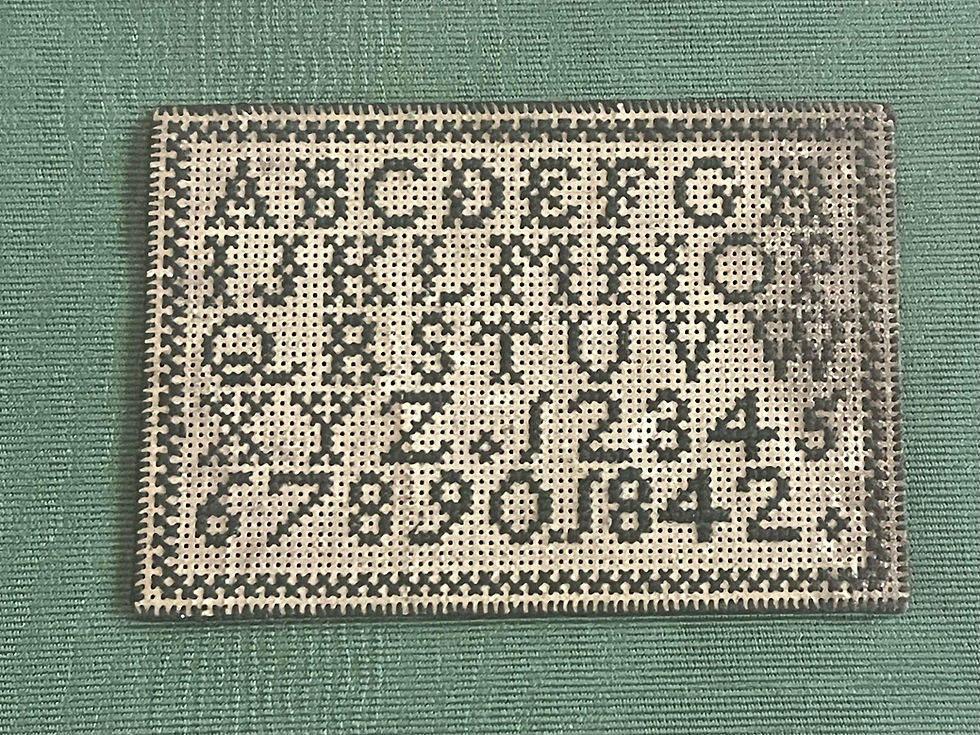 ABCDEFGH
IJKLMNOP
QRSTUVW
XYZ.12345
67890.1842.